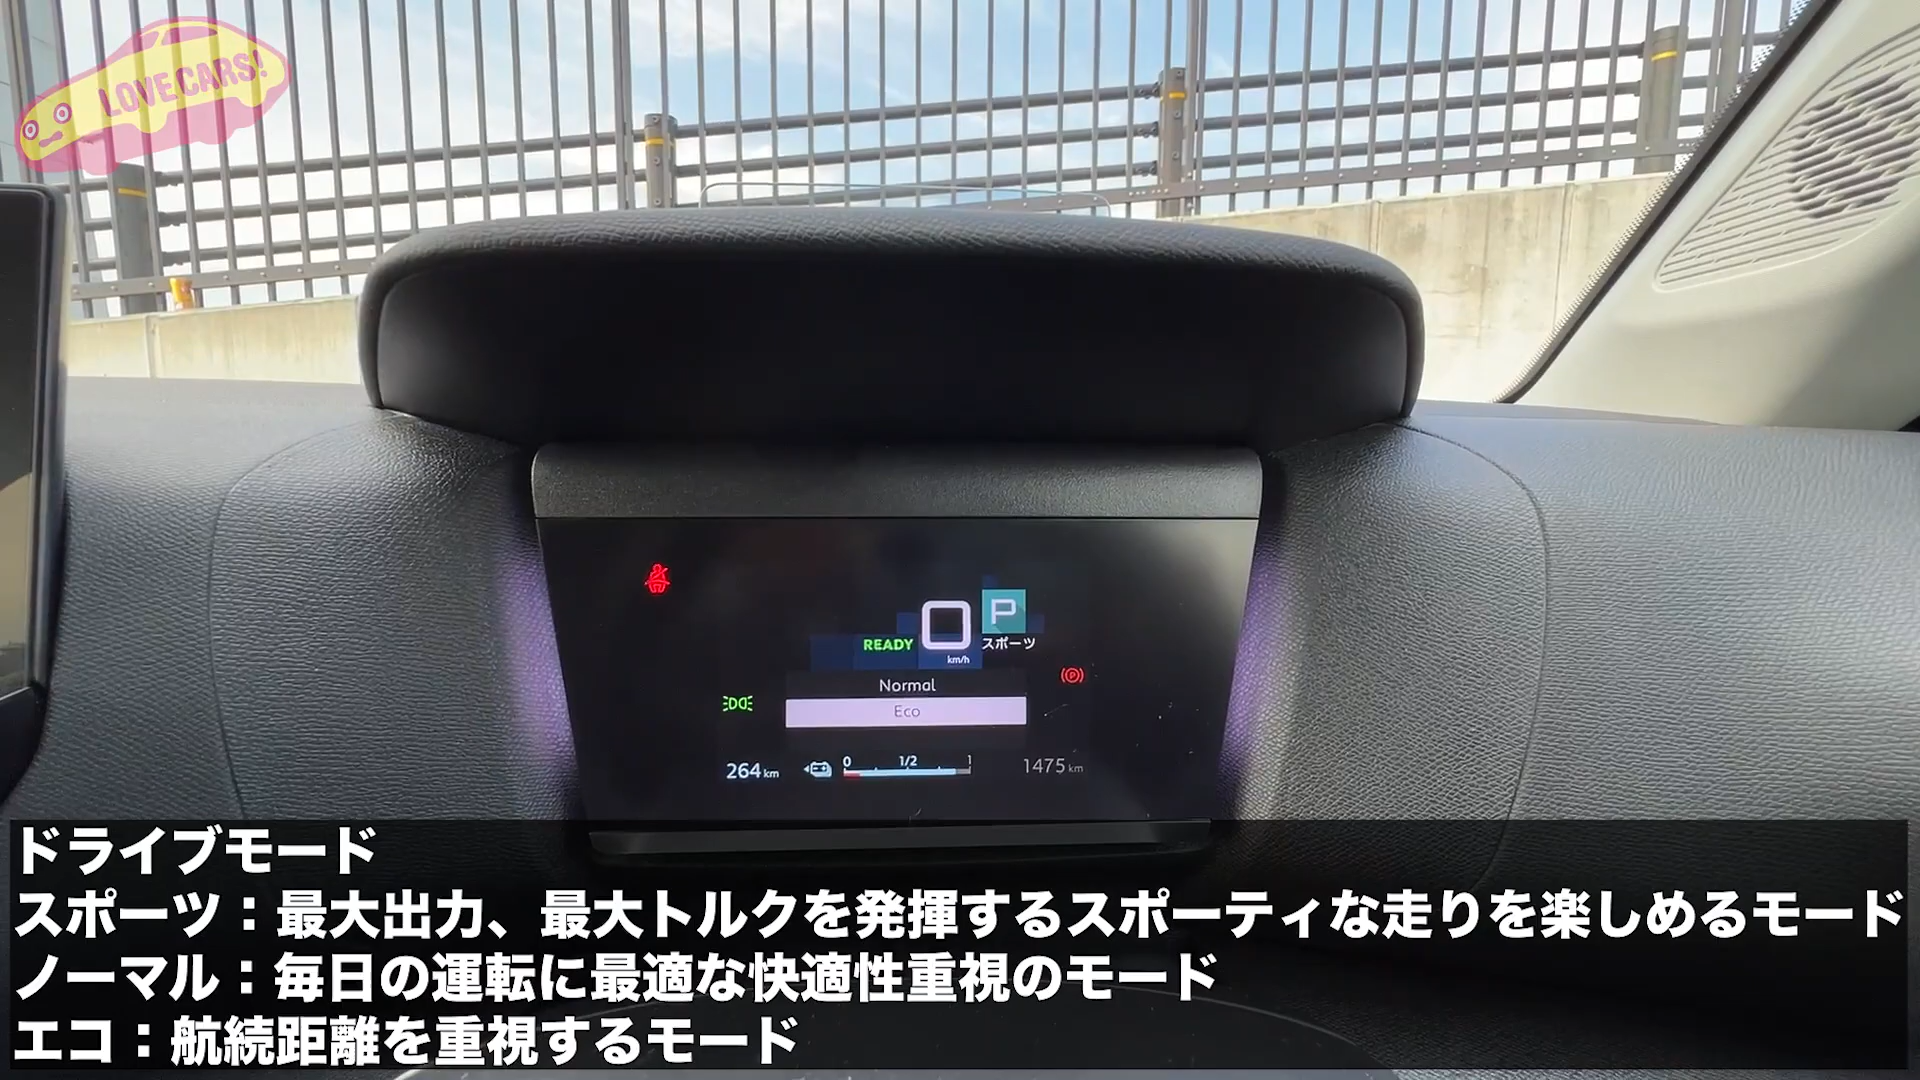 LOVE CARS!
P
READY
0
km/h
スポーツ
Normal
Eco
264 km
0 1/2 1
1475 km
ドライブモード
スポーツ：最大出力、最大トルクを発揮するスポーティな走りを楽しめるモード
ノーマル：毎日の運転に最適な快適性重視のモード
エコ：航続距離を重視するモード